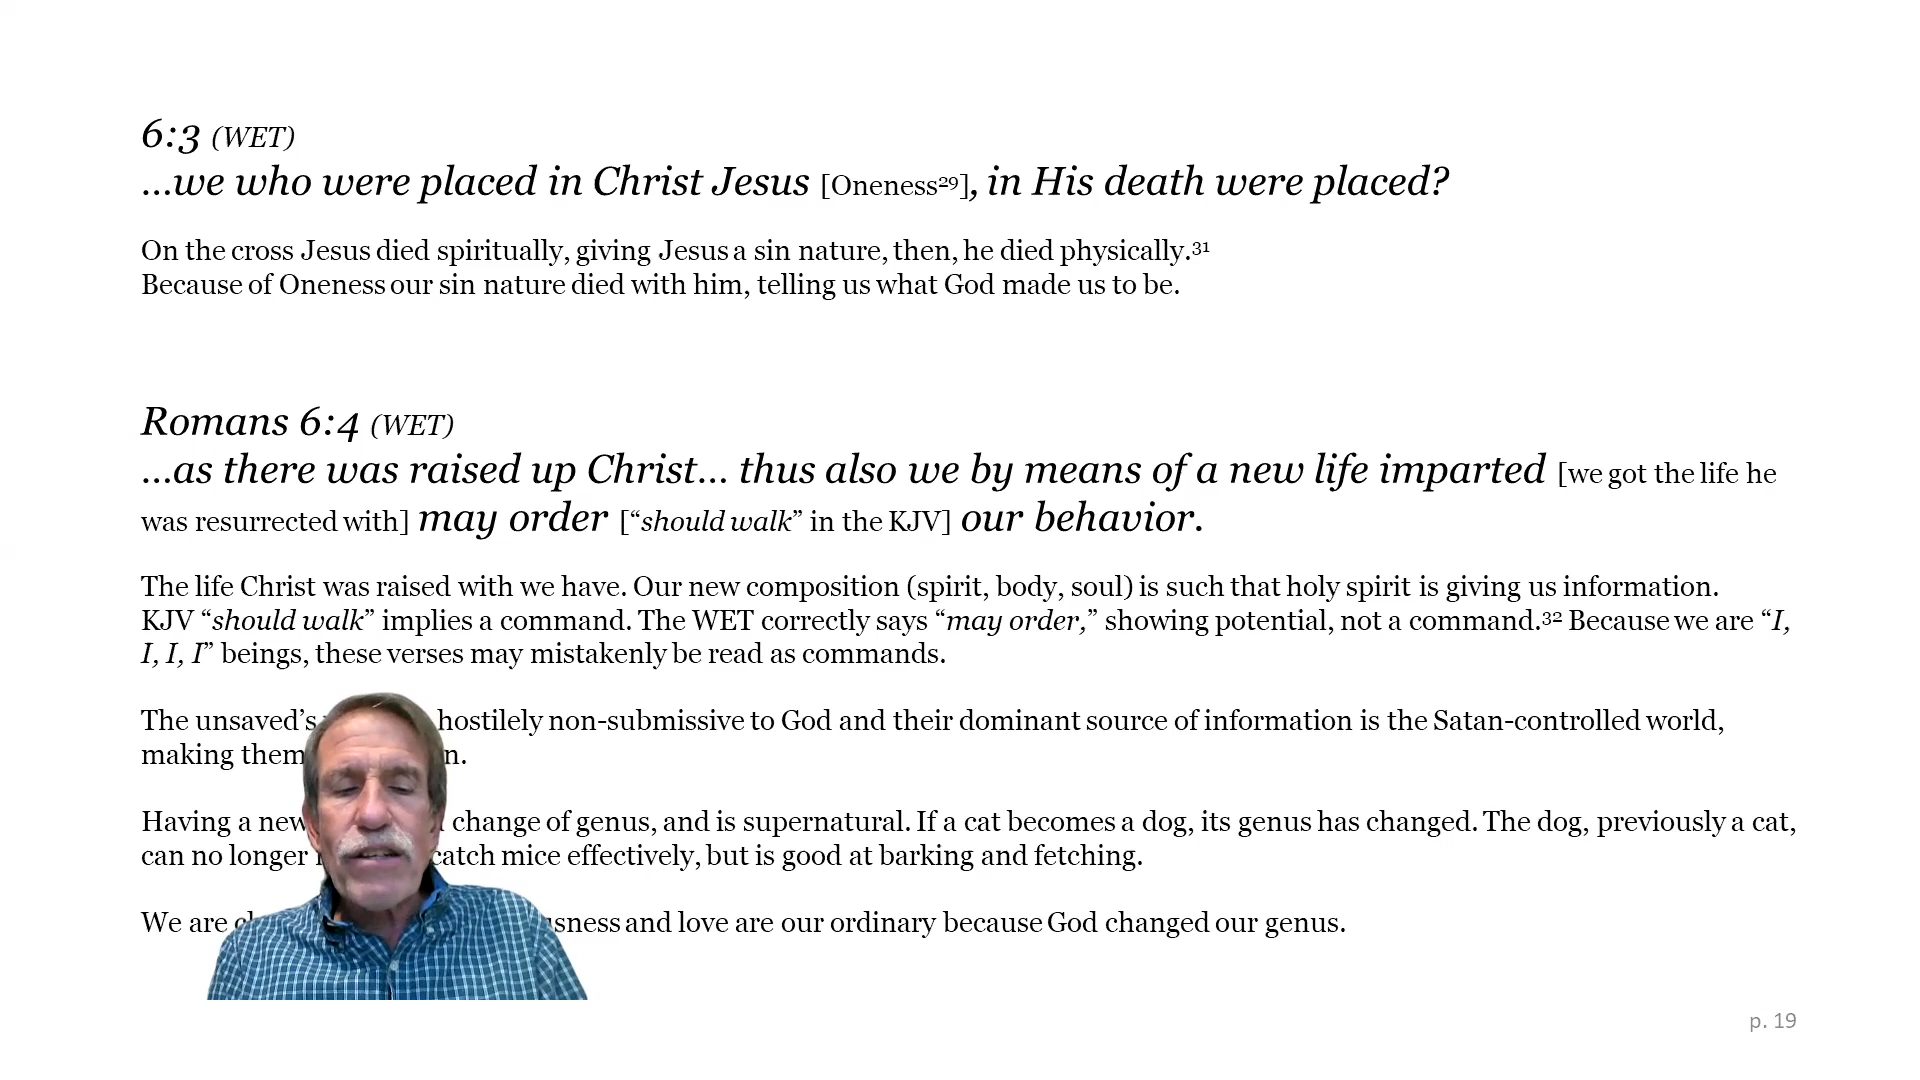 6:3 (WET)
…we who were placed in Christ Jesus [Oneness²⁹], in His death were placed?
On the cross Jesus died spiritually, giving Jesus a sin nature, then, he died physically.³¹
Because of Oneness our sin nature died with him, telling us what God made us to be.
Romans 6:4 (WET)
…as there was raised up Christ… thus also we by means of a new life imparted [we got the life he
was resurrected with] may order [“should walk” in the KJV] our behavior.
The life Christ was raised with we have. Our new composition (spirit, body, soul) is such that holy spirit is giving us information.
KJV “should walk” implies a command. The WET correctly says “may order,” showing potential, not a command.³² Because we are “I,
I, I, I” beings, these verses may mistakenly be read as commands.
The unsaved’s hostilely non-submissive to God and their dominant source of information is the Satan-controlled world,
making them
Having a new change of genus, and is supernatural. If a cat becomes a dog, its genus has changed. The dog, previously a cat,
can no longer catch mice effectively, but is good at barking and fetching.
We are and love are our ordinary because God changed our genus.
p. 19